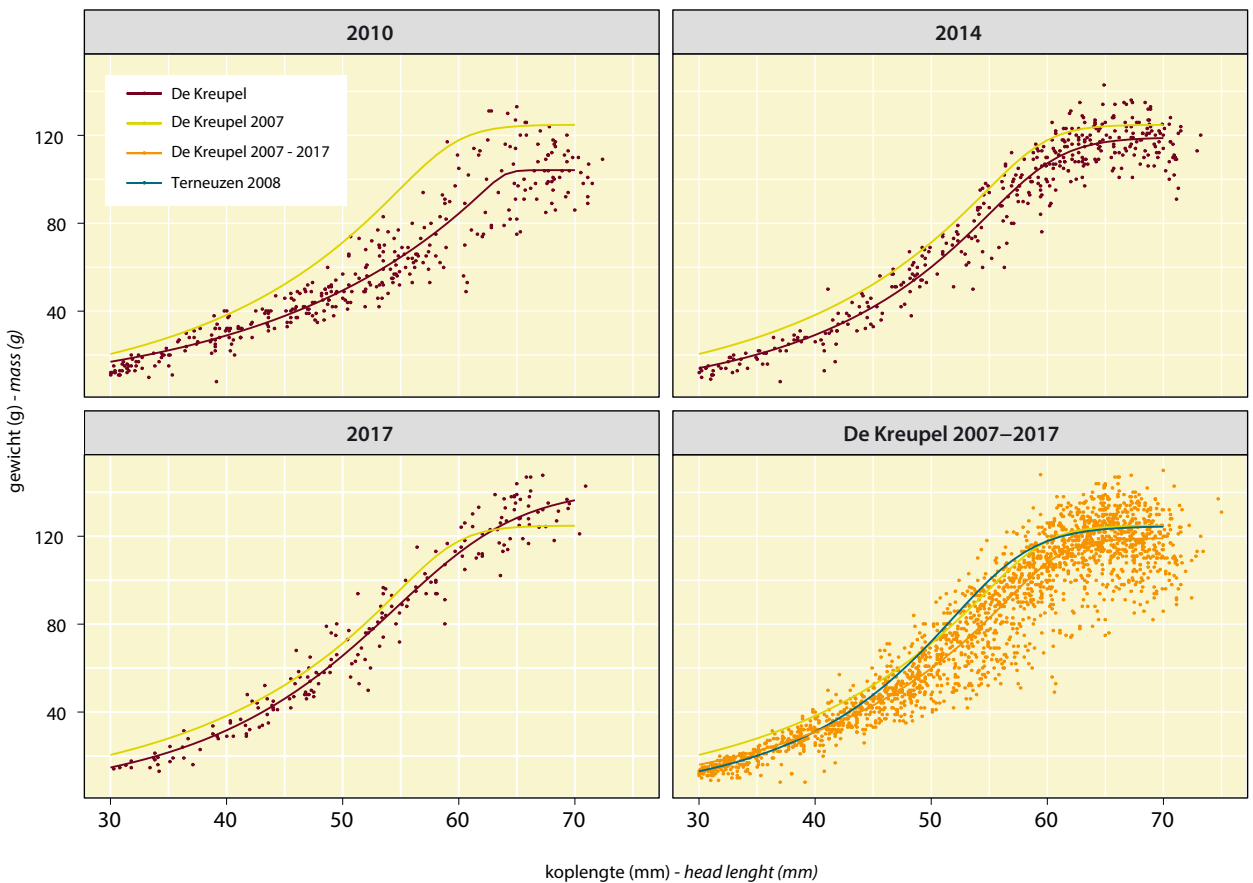 2010
2014
De Kreupel
De Kreupel 2007
De Kreupel 2007 - 2017
Terneuzen 2008
120
80
40
2017
De Kreupel 2007–2017
120
80
40
30 40 50 60 70
30 40 50 60 70
gewicht (g) - mass (g)
koplengte (mm) - head lenght (mm)